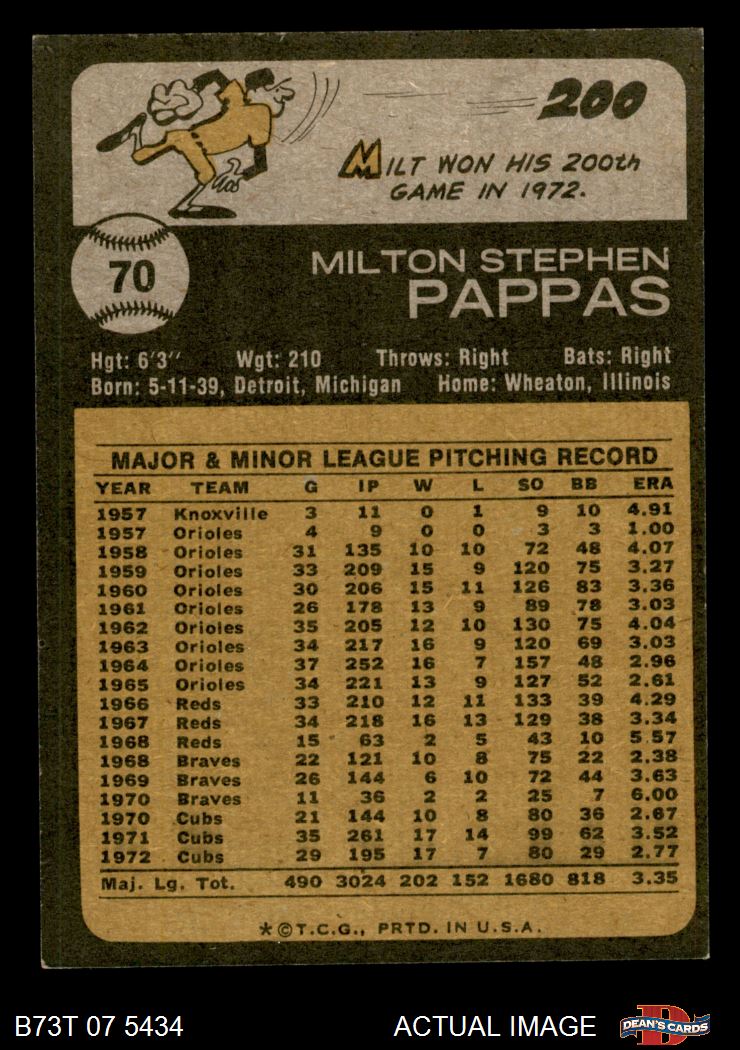 200
MILT WON HIS 200th
GAME IN 1972.
70
MILTON STEPHEN
PAPPAS
Hgt: 6'3" Wgt: 210 Throws: Right Bats: Right
Born: 5-11-39, Detroit, Michigan Home: Wheaton, Illinois
MAJOR & MINOR LEAGUE PITCHING RECORD
YEAR TEAM G IP W L SO BB ERA
1957 Knoxville 3 11 0 1 9 10 4.91
1957 Orioles 4 9 0 0 3 3 1.00
1958 Orioles 31 135 10 10 72 48 4.07
1959 Orioles 33 209 15 9 120 75 3.27
1960 Orioles 30 206 15 11 126 83 3.36
1961 Orioles 26 178 13 9 89 78 3.03
1962 Orioles 35 205 12 10 130 75 4.04
1963 Orioles 34 217 16 9 120 69 3.03
1964 Orioles 37 252 16 7 157 48 2.96
1965 Orioles 34 221 13 9 127 52 2.61
1966 Reds 33 210 12 11 133 39 4.29
1967 Reds 34 218 16 13 129 38 3.34
1968 Reds 15 63 2 5 43 10 5.57
1968 Braves 22 121 10 8 75 22 2.38
1969 Braves 26 144 6 10 72 44 3.63
1970 Braves 11 36 2 2 25 7 6.00
1970 Cubs 21 144 10 8 80 36 2.67
1971 Cubs 35 261 17 14 99 62 3.52
1972 Cubs 29 195 17 7 80 29 2.77
Maj. Lg. Tot. 490 3024 202 152 1680 818 3.35
*©T.C.G., PRTD. IN U.S.A.
B73T 07 5434 ACTUAL IMAGE D DEAN'S CARDS